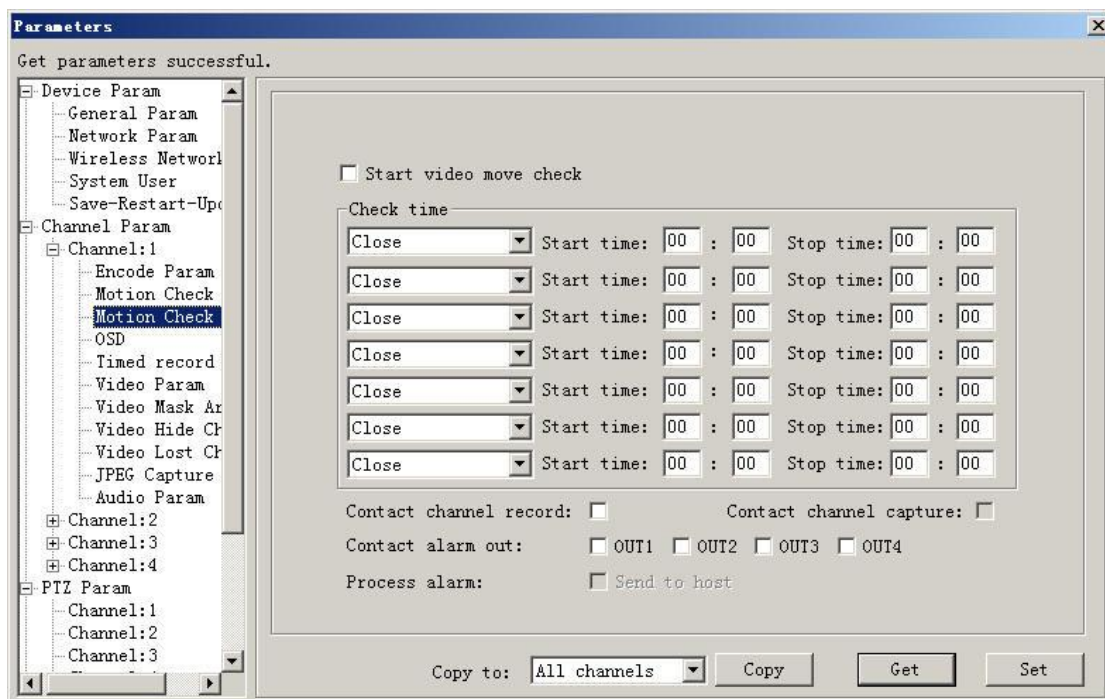 Parameters
Get parameters successful.
Device Param
General Param
Network Param
Wireless Network
System User
Save-Restart-Upd
Channel Param
Channel:1
Encode Param
Motion Check
Motion Check
OSD
Timed record
Video Param
Video Mask Ar
Video Hide Ch
Video Lost Ch
JPEG Capture
Audio Param
Channel:2
Channel:3
Channel:4
PTZ Param
Channel:1
Channel:2
Channel:3
Start video move check
Check time
Close Start time: 00 : 00 Stop time: 00 : 00
Close Start time: 00 : 00 Stop time: 00 : 00
Close Start time: 00 : 00 Stop time: 00 : 00
Close Start time: 00 : 00 Stop time: 00 : 00
Close Start time: 00 : 00 Stop time: 00 : 00
Close Start time: 00 : 00 Stop time: 00 : 00
Close Start time: 00 : 00 Stop time: 00 : 00
Contact channel record: Contact channel capture:
Contact alarm out: OUT1 OUT2 OUT3 OUT4
Process alarm: Send to host
Copy to: All channels Copy Get Set